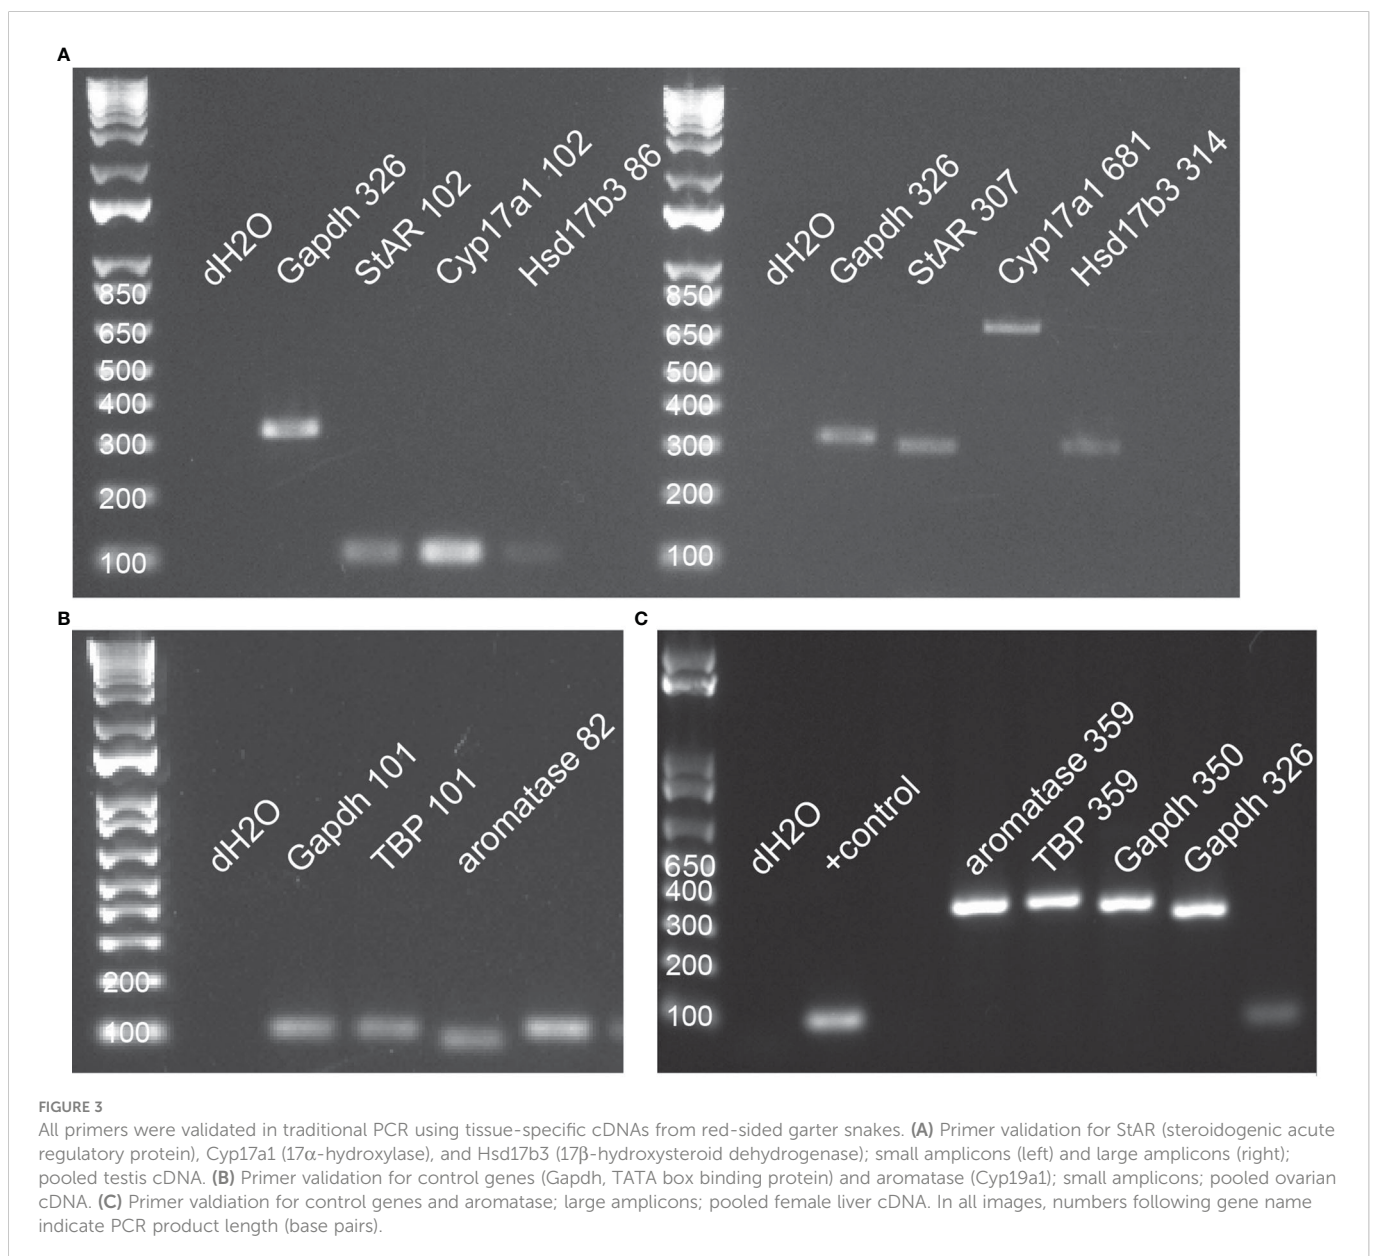 A
dH2O
Gapdh 326
StAR 102
Cyp17a1 102
Hsd17b3 86
dH2O
Gapdh 326
StAR 307
Cyp17a1 681
Hsd17b3 314
850
650
500
400
300
200
100
850
650
500
400
300
200
100
B
dH2O
Gapdh 101
TBP 101
aromatase 82
200
100
C
dH2O
+control
aromatase 359
TBP 359
Gapdh 350
Gapdh 326
650
400
300
200
100
FIGURE 3
All primers were validated in traditional PCR using tissue-specific cDNAs from red-sided garter snakes. (A) Primer validation for StAR (steroidogenic acute
regulatory protein), Cyp17a1 (17α-hydroxylase), and Hsd17b3 (17β-hydroxysteroid dehydrogenase); small amplicons (left) and large amplicons (right);
pooled testis cDNA. (B) Primer validation for control genes (Gapdh, TATA box binding protein) and aromatase (Cyp19a1); small amplicons; pooled ovarian
cDNA. (C) Primer valdiation for control genes and aromatase; large amplicons; pooled female liver cDNA. In all images, numbers following gene name
indicate PCR product length (base pairs).